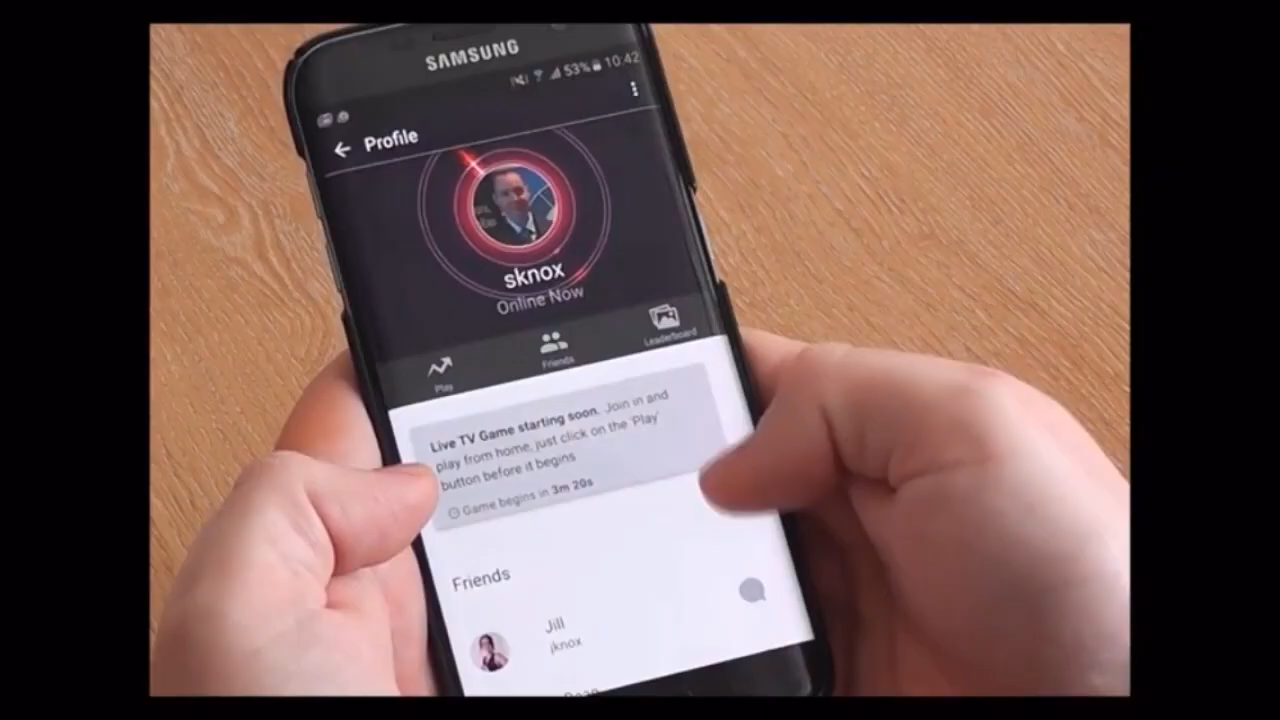 SAMSUNG
53% 10:42
Profile
sknox
Online Now
Play
Friends
Leaderboard
Live TV Game starting soon. Join in and
play from home, just click on the 'Play'
button before it begins
Game begins in 3m 20s
Friends
Jill
jknox